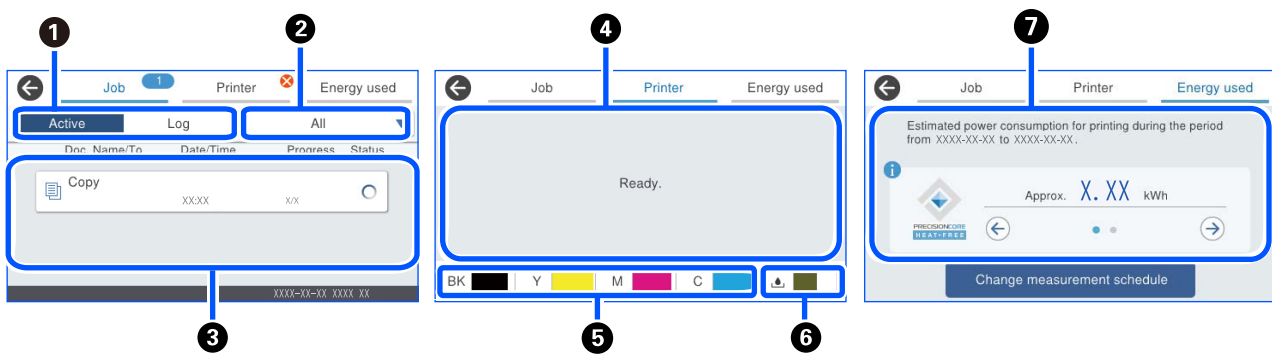 1
2
4
7
Job
1
Printer
Energy used
Active
Log
All
Doc. Name/To
Date/Time
Progress
Status
Copy
XX:XX
X/X
XXXX-XX-XX XXXX XX
3
Job
Printer
Energy used
Ready.
BK
Y
M
C
5
6
Job
Printer
Energy used
Estimated power consumption for printing during the period
from XXXX-XX-XX to XXXX-XX-XX.
i
PRECISIONCORE
HEAT-FREE
Approx. X.XX kWh
Change measurement schedule